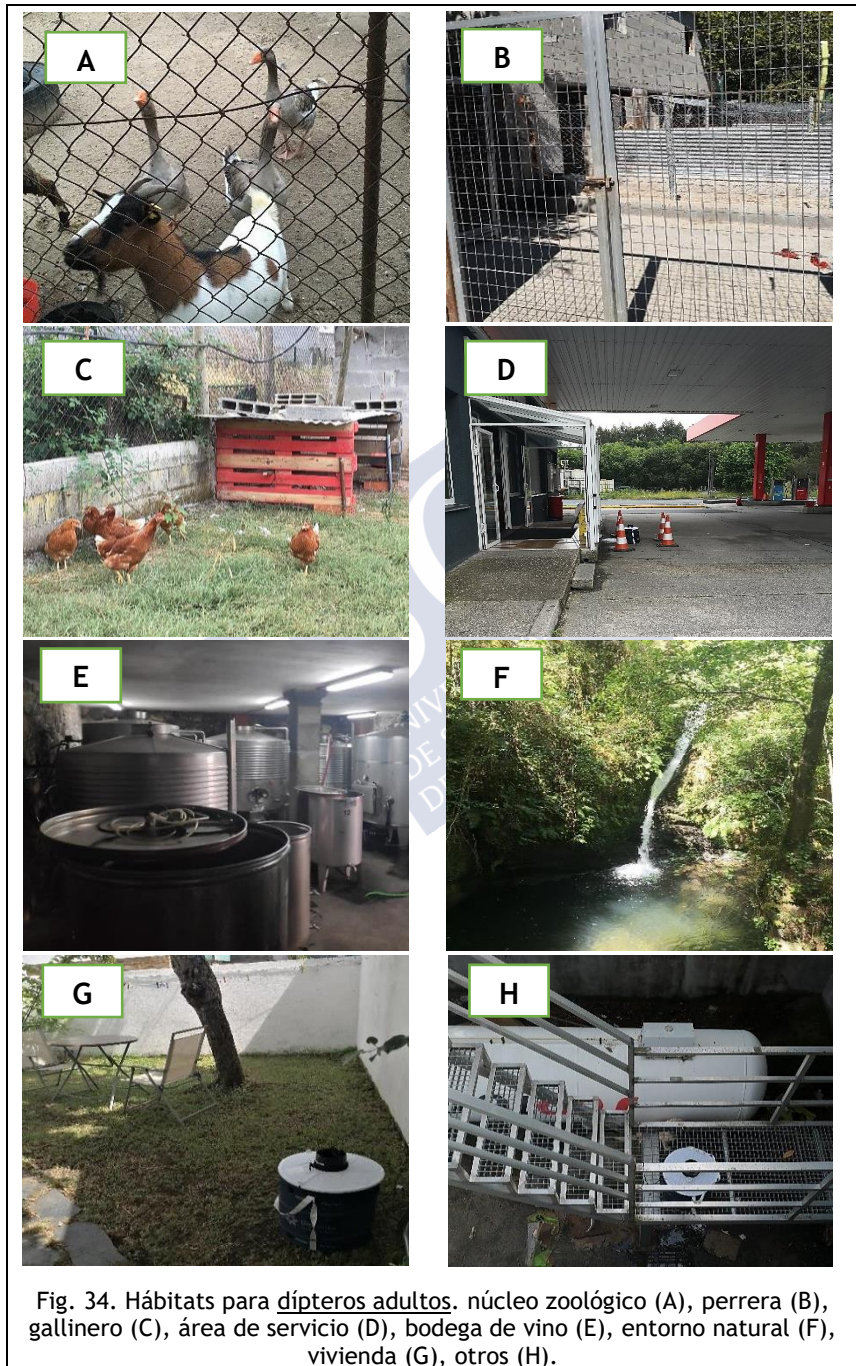 A
B
C
D
E
F
G
H
Fig. 34. Hábitats para dípteros adultos. núcleo zoológico (A), perrera (B),
gallinero (C), área de servicio (D), bodega de vino (E), entorno natural (F),
vivienda (G), otros (H).